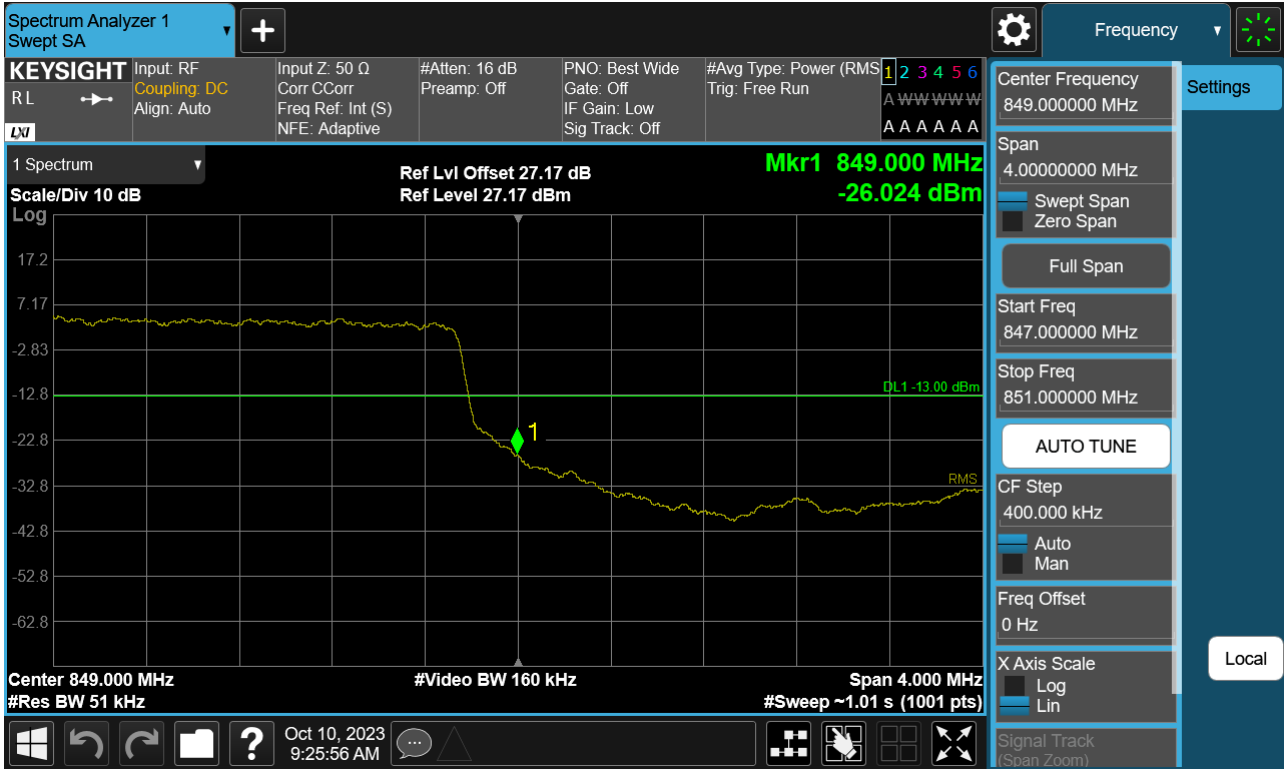 Spectrum Analyzer 1
Swept SA
+
Frequency
KEYSIGHT
R L
LXI
Input: RF
Coupling: DC
Align: Auto
Input Z: 50 Ω
Corr CCorr
Freq Ref: Int (S)
NFE: Adaptive
#Atten: 16 dB
Preamp: Off
PNO: Best Wide
Gate: Off
IF Gain: Low
Sig Track: Off
#Avg Type: Power (RMS
Trig: Free Run
1 2 3 4 5 6
A W W W W W
A A A A A A
1 Spectrum
Scale/Div 10 dB
Log
Ref Lvl Offset 27.17 dB
Ref Level 27.17 dBm
Mkr1 849.000 MHz
-26.024 dBm
17.2
7.17
-2.83
-12.8
-22.8
-32.8
-42.8
-52.8
-62.8
DL1 -13.00 dBm
1
RMS
Center 849.000 MHz
#Res BW 51 kHz
#Video BW 160 kHz
Span 4.000 MHz
#Sweep ~1.01 s (1001 pts)
Center Frequency
849.000000 MHz
Span
4.00000000 MHz
Swept Span
Zero Span
Full Span
Start Freq
847.000000 MHz
Stop Freq
851.000000 MHz
AUTO TUNE
CF Step
400.000 kHz
Auto
Man
Freq Offset
0 Hz
X Axis Scale
Log
Lin
Signal Track
(Span Zoom)
Settings
Local
?
Oct 10, 2023
9:25:56 AM